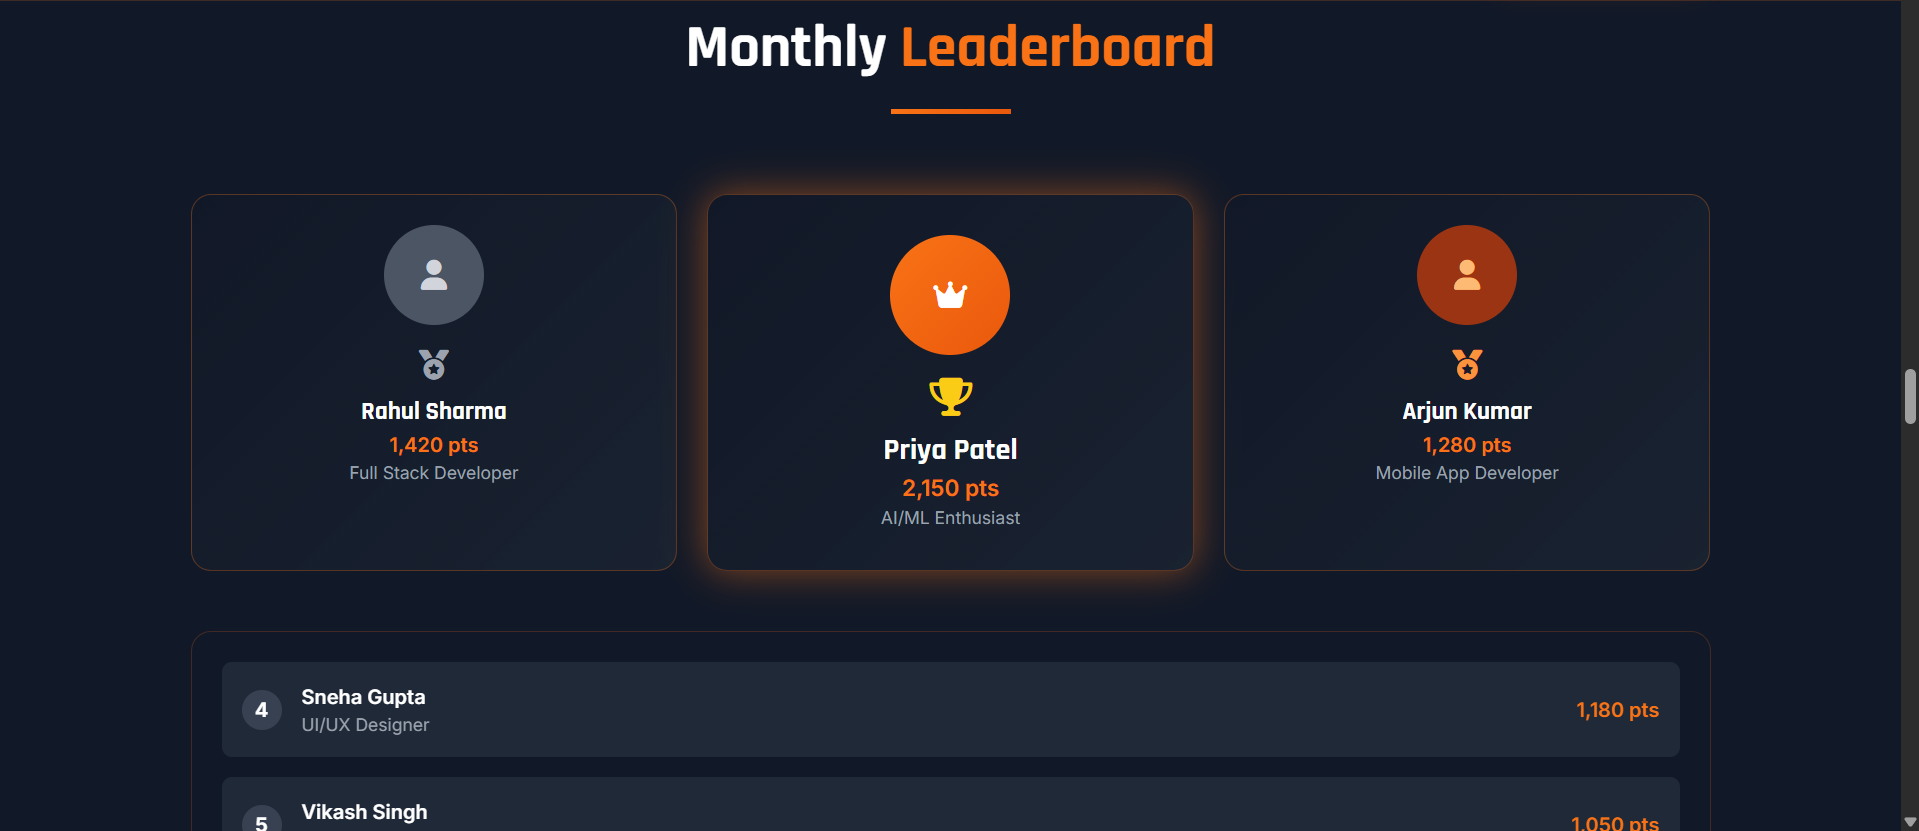 Monthly Leaderboard
Rahul Sharma
1,420 pts
Full Stack Developer
Priya Patel
2,150 pts
AI/ML Enthusiast
Arjun Kumar
1,280 pts
Mobile App Developer
4
Sneha Gupta
UI/UX Designer
1,180 pts
5
Vikash Singh
1,050 pts